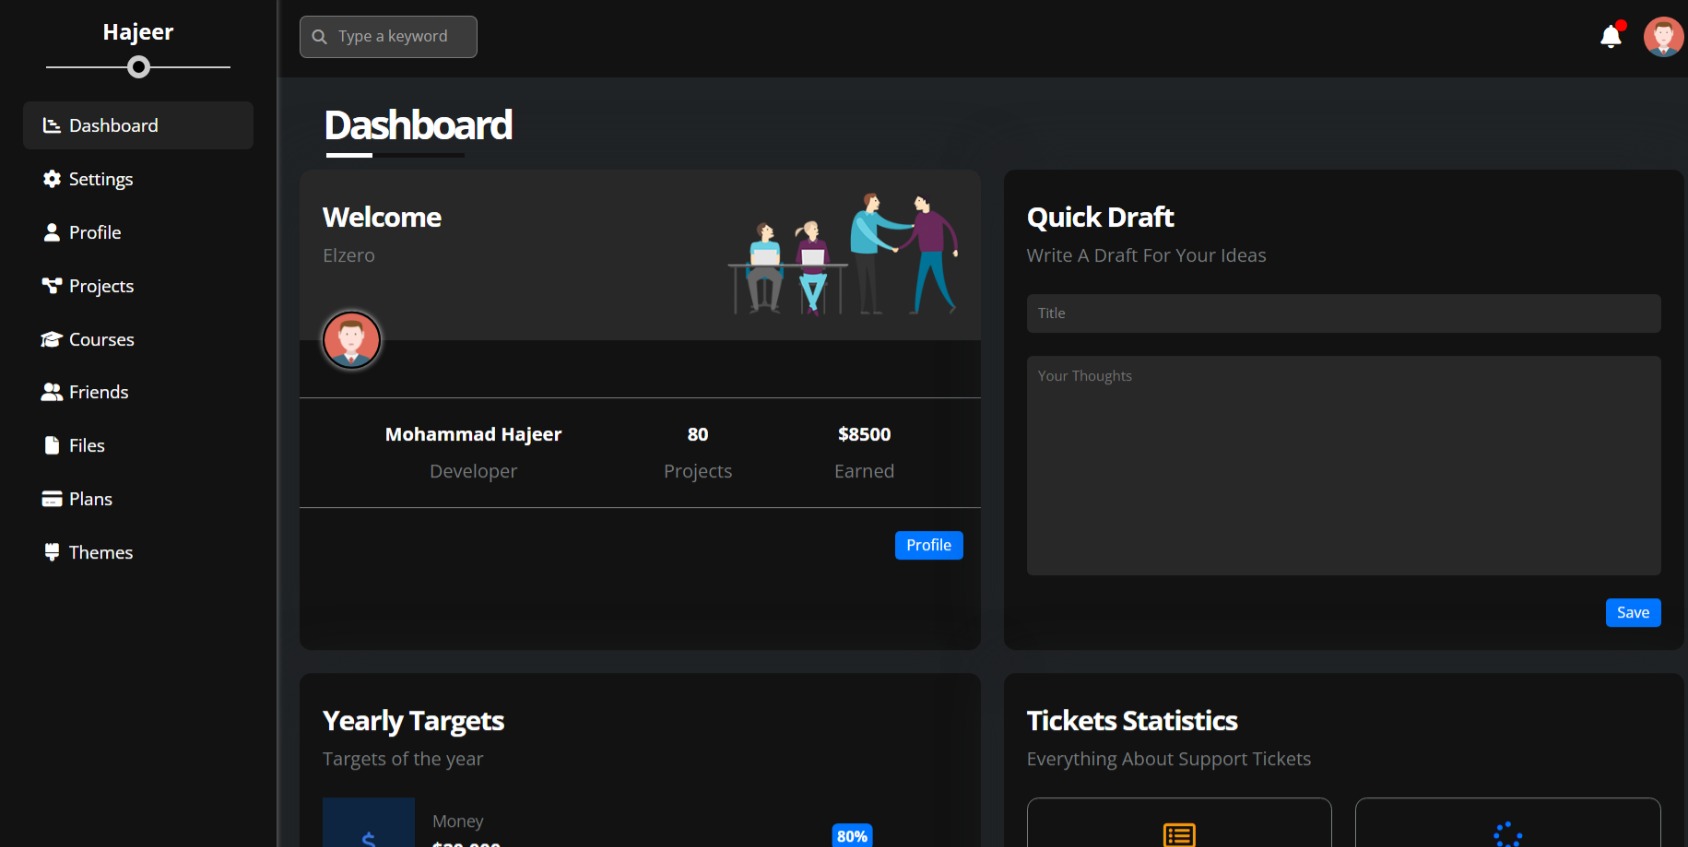 Hajeer
Type a keyword
Dashboard
Settings
Profile
Projects
Courses
Friends
Files
Plans
Themes
Dashboard
Welcome
Elzero
Mohammad Hajeer
Developer
80
Projects
$8500
Earned
Profile
Quick Draft
Write A Draft For Your Ideas
Title
Your Thoughts
Save
Yearly Targets
Targets of the year
$
Money
80%
Tickets Statistics
Everything About Support Tickets